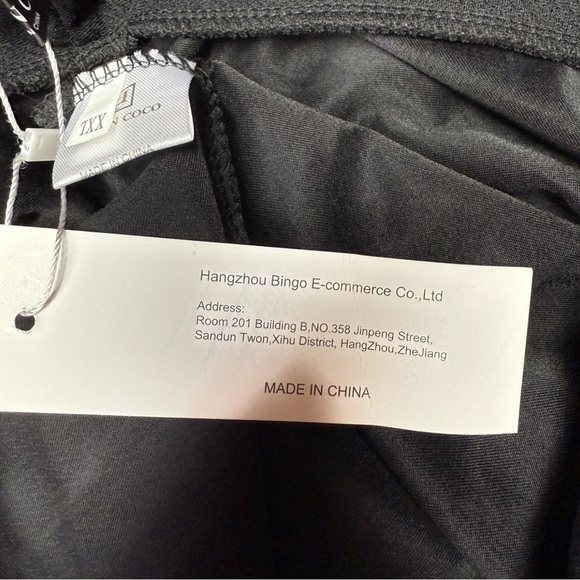 XXL
COCO
MADE IN CHINA
Hangzhou Bingo E-commerce Co.,Ltd
Address:
Room 201 Building B,NO.358 Jinpeng Street,
Sandun Twon,Xihu District, HangZhou,ZheJiang
MADE IN CHINA